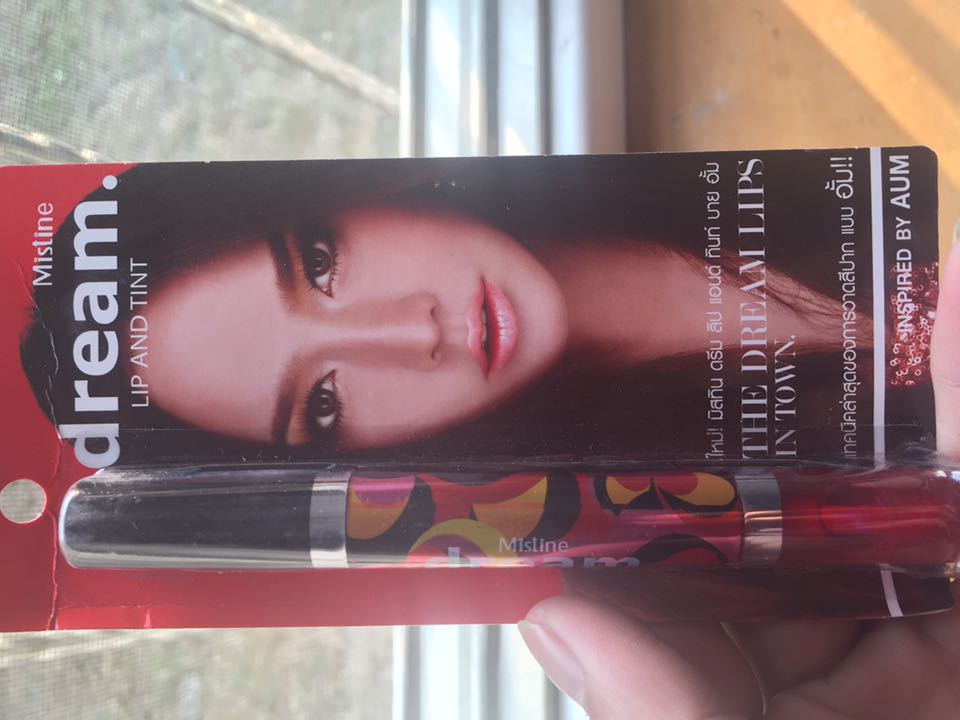 Mistine
dream.
LIP AND TINT
ใหม่! มิสทิน ดรีม ลิป แอนด์ ทินท์ บาย อั้ม
THE DREAM LIPS
IN TOWN.
เทคนิคล่าสุดของการวาดสีปาก แบบ อั้ม!!
INSPIRED BY AUM
Mistine
dream